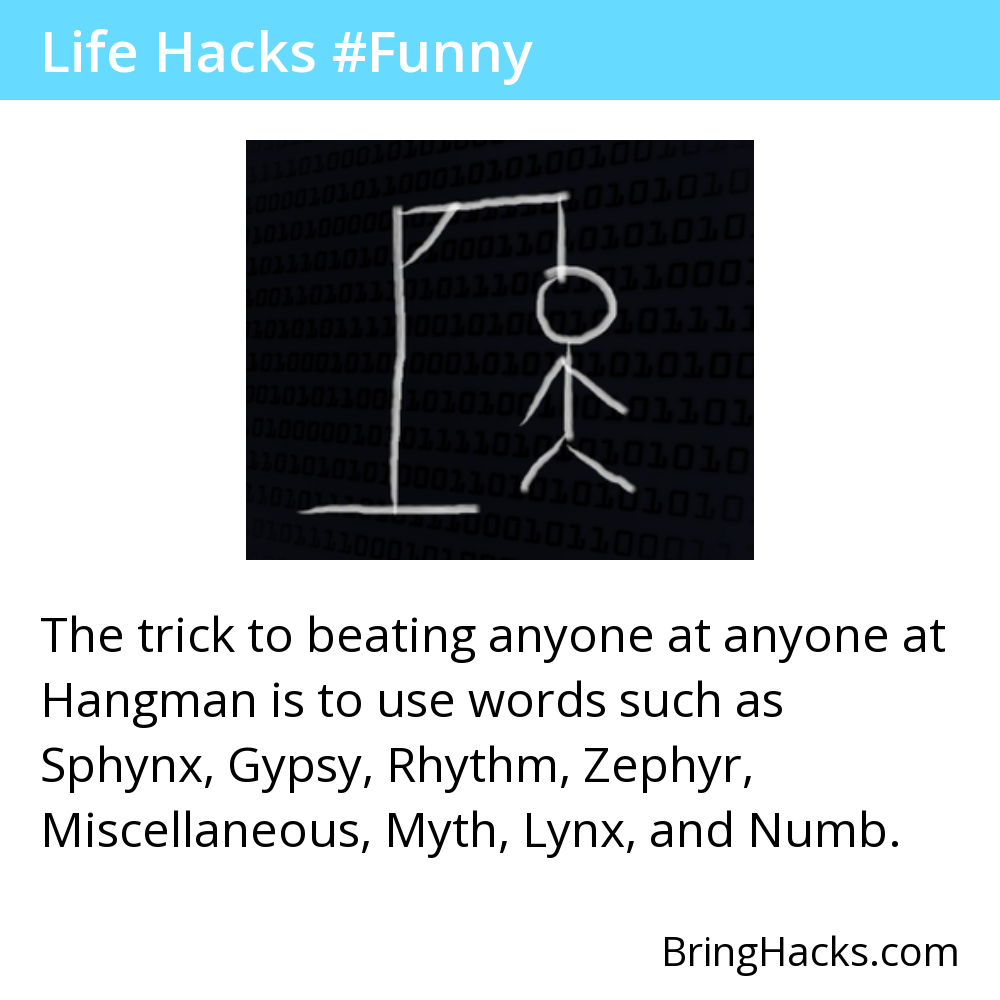 Life Hacks #Funny
The trick to beating anyone at anyone at
Hangman is to use words such as
Sphynx, Gypsy, Rhythm, Zephyr,
Miscellaneous, Myth, Lynx, and Numb.
BringHacks.com